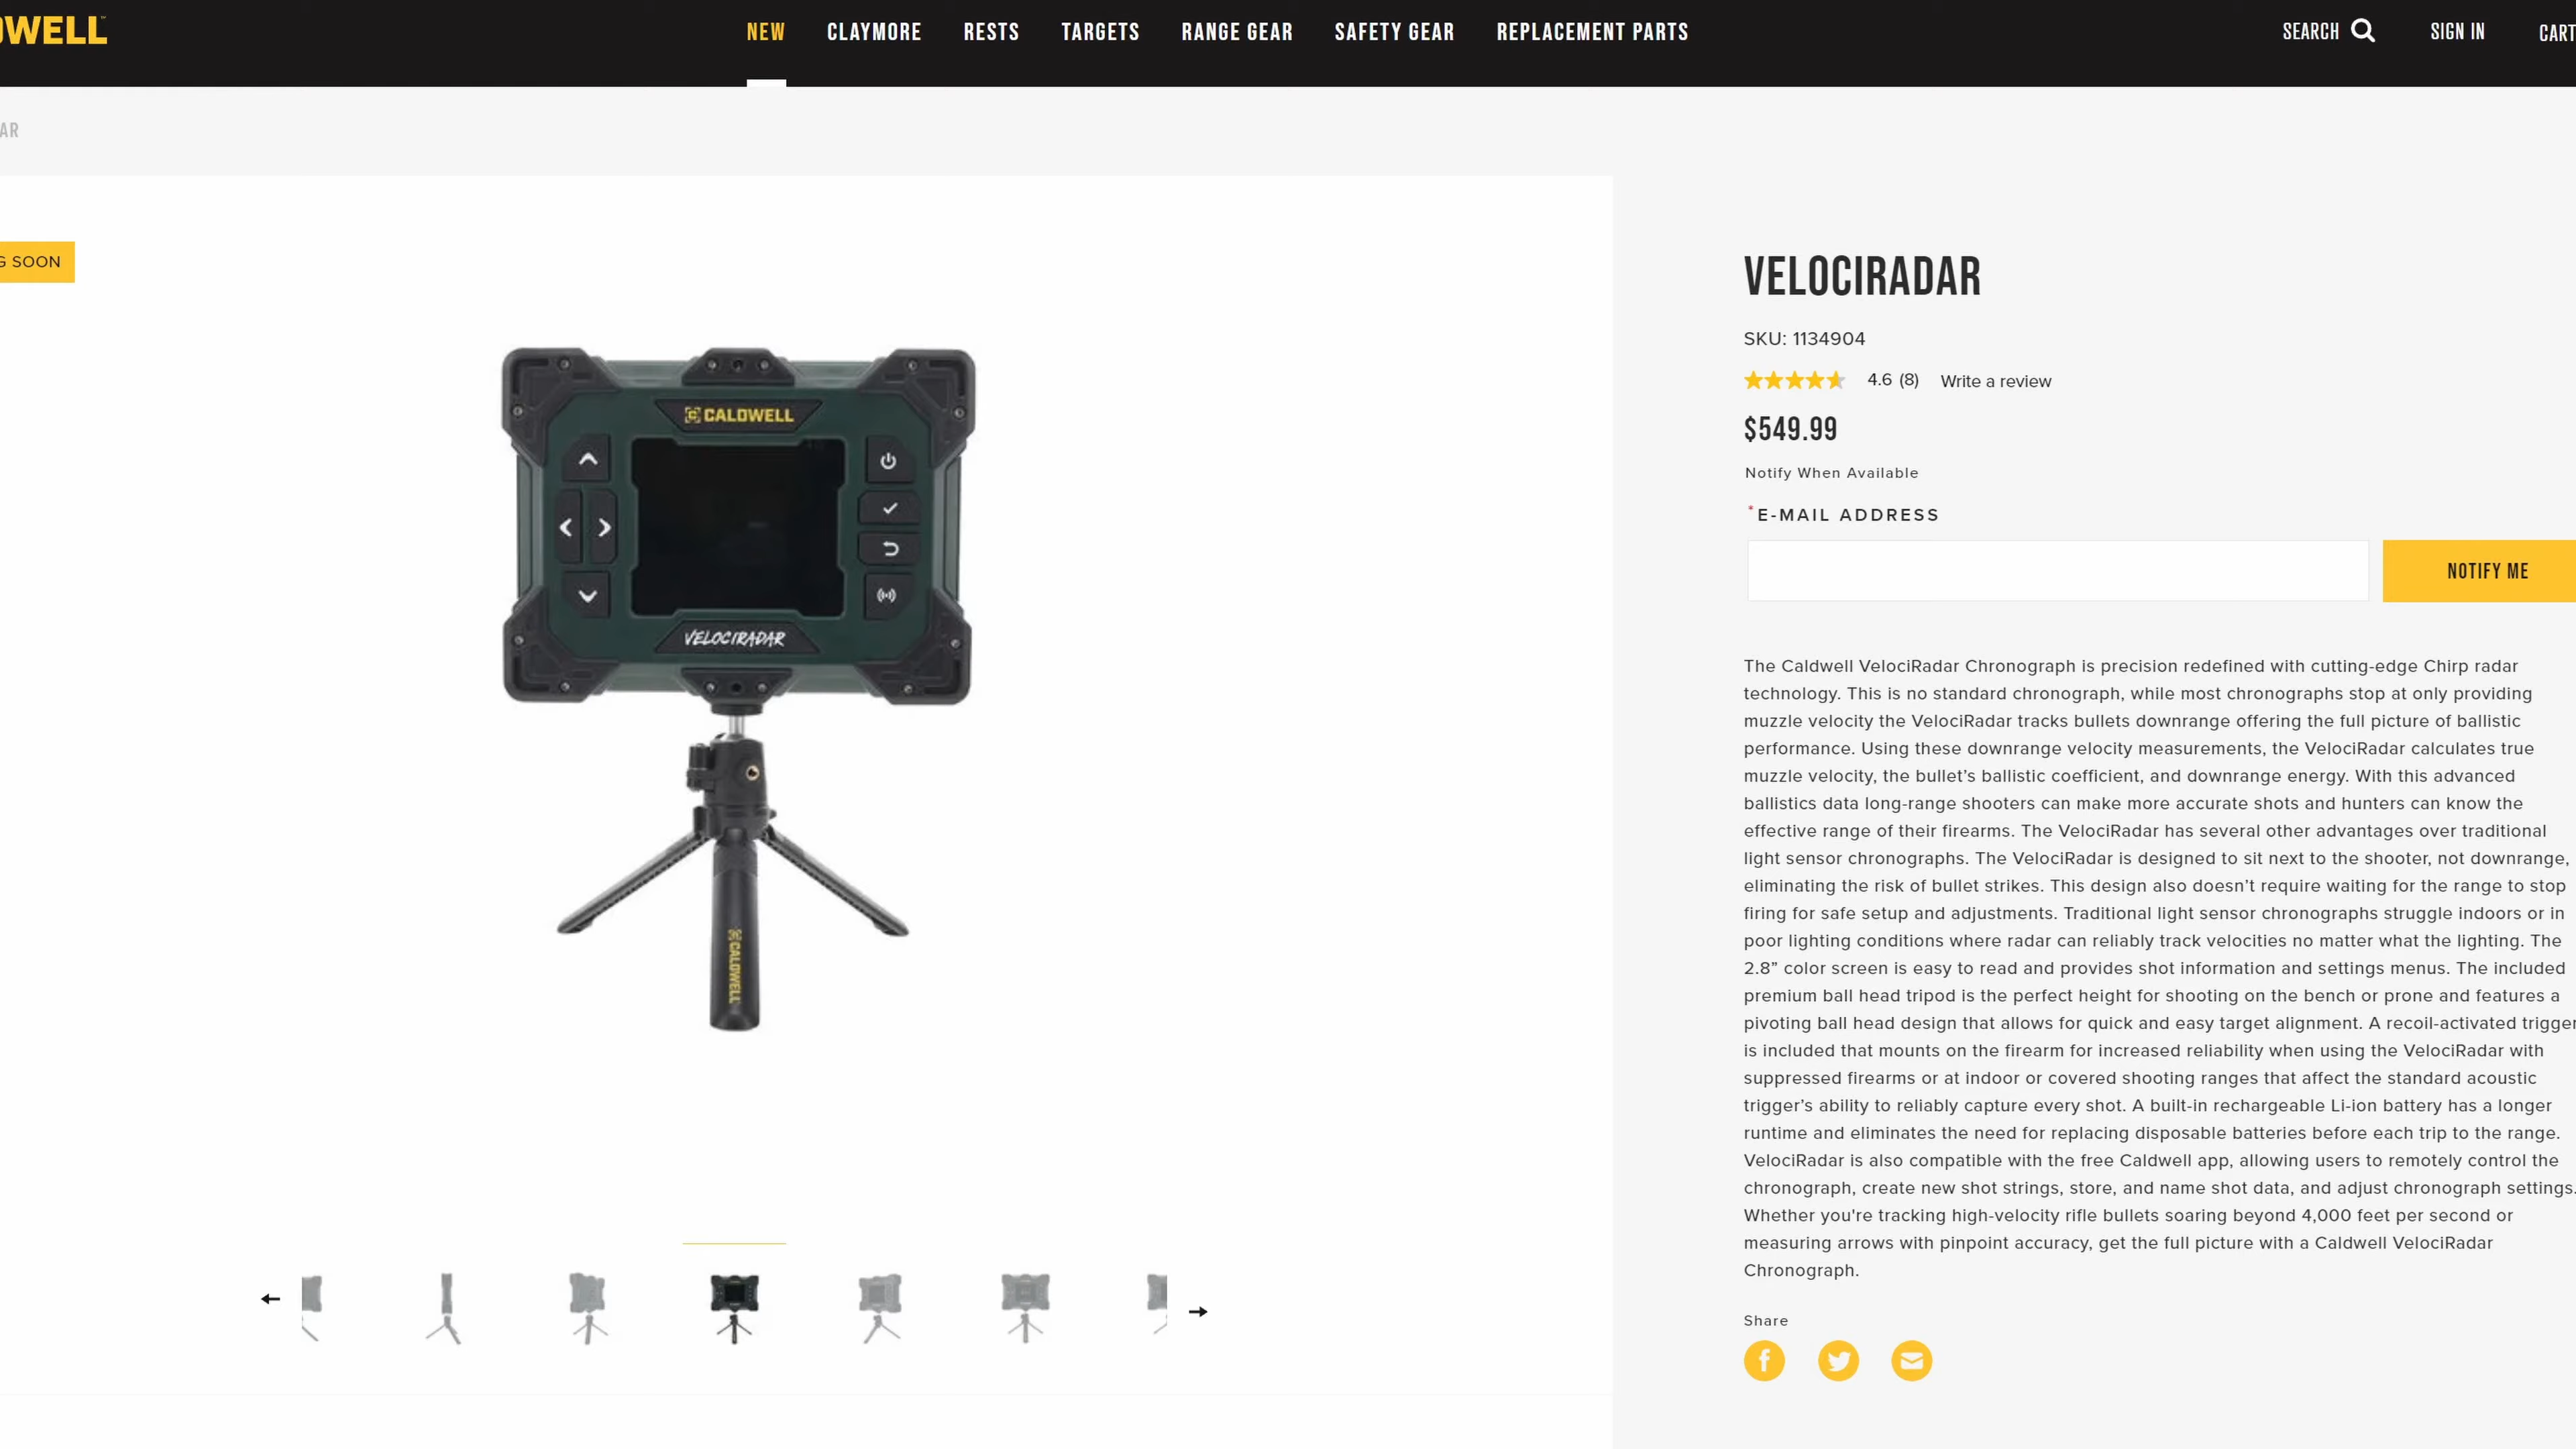 NEW CLAYMORE RESTS TARGETS RANGE GEAR SAFETY GEAR REPLACEMENT PARTS
SEARCH SIGN IN CART
SOON
CALDWELL
VELOCIRADAR
CALDWELL
VELOCIRADAR
SKU: 1134904
4.6 (8) Write a review
$549.99
Notify When Available
*E-MAIL ADDRESS
NOTIFY ME
The Caldwell VelociRadar Chronograph is precision redefined with cutting-edge Chirp radar
technology. This is no standard chronograph, while most chronographs stop at only providing
muzzle velocity the VelociRadar tracks bullets downrange offering the full picture of ballistic
performance. Using these downrange velocity measurements, the VelociRadar calculates true
muzzle velocity, the bullet's ballistic coefficient, and downrange energy. With this advanced
ballistics data long-range shooters can make more accurate shots and hunters can know the
effective range of their firearms. The VelociRadar has several other advantages over traditional
light sensor chronographs. The VelociRadar is designed to sit next to the shooter, not downrange,
eliminating the risk of bullet strikes. This design also doesn't require waiting for the range to stop
firing for safe setup and adjustments. Traditional light sensor chronographs struggle indoors or in
poor lighting conditions where radar can reliably track velocities no matter what the lighting. The
2.8” color screen is easy to read and provides shot information and settings menus. The included
premium ball head tripod is the perfect height for shooting on the bench or prone and features a
pivoting ball head design that allows for quick and easy target alignment. A recoil-activated trigger
is included that mounts on the firearm for increased reliability when using the VelociRadar with
suppressed firearms or at indoor or covered shooting ranges that affect the standard acoustic
trigger's ability to reliably capture every shot. A built-in rechargeable Li-ion battery has a longer
runtime and eliminates the need for replacing disposable batteries before each trip to the range.
VelociRadar is also compatible with the free Caldwell app, allowing users to remotely control the
chronograph, create new shot strings, store, and name shot data, and adjust chronograph settings.
Whether you're tracking high-velocity rifle bullets soaring beyond 4,000 feet per second or
measuring arrows with pinpoint accuracy, get the full picture with a Caldwell VelociRadar
Chronograph.
Share